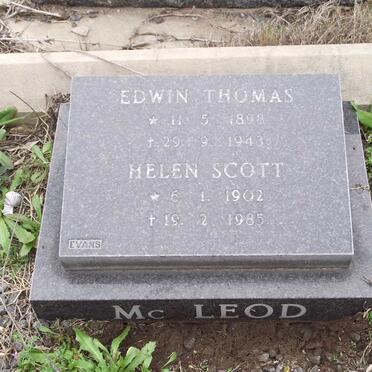 EDWIN THOMAS
* 11. 5. 1898
† 29. 9. 1943
HELEN SCOTT
* 6. 1. 1902
† 19. 2. 1985
EVANS
Mc LEOD